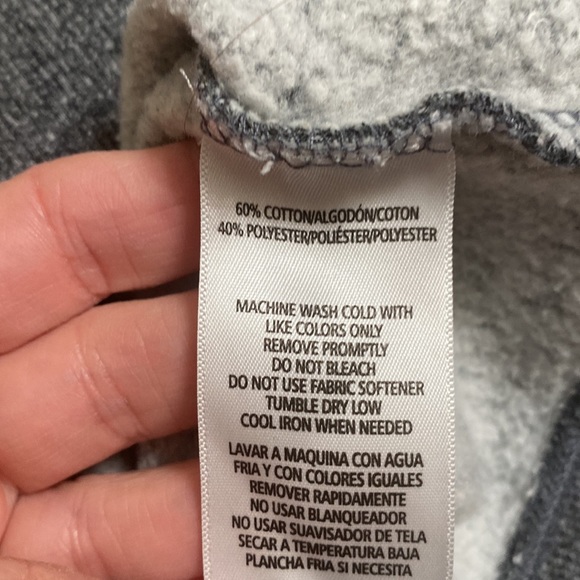 60% COTTON/ALGODÓN/COTON
40% POLYESTER/POLIÉSTER/POLYESTER
MACHINE WASH COLD WITH
LIKE COLORS ONLY
REMOVE PROMPTLY
DO NOT BLEACH
DO NOT USE FABRIC SOFTENER
TUMBLE DRY LOW
COOL IRON WHEN NEEDED
LAVAR A MAQUINA CON AGUA
FRIA Y CON COLORES IGUALES
REMOVER RAPIDAMENTE
NO USAR BLANQUEADOR
NO USAR SUAVISADOR DE TELA
SECAR A TEMPERATURA BAJA
PLANCHA FRIA SI NECESITA